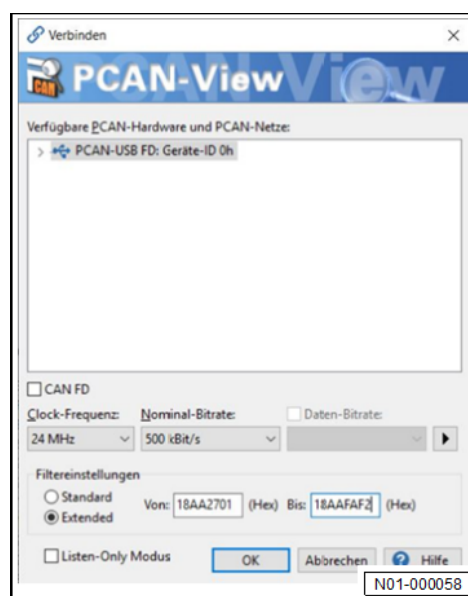 Verbinden
CAN
PCAN-View
View
Verfügbare PCAN-Hardware und PCAN-Netze:
PCAN-USB FD: Geräte-ID 0h
CAN FD
Clock-Frequenz: Nominal-Bitrate: Daten-Bitrate:
24 MHz 500 kBit/s
Filtereinstellungen
Standard
Extended
Von: 18AA2701 (Hex) Bis: 18AAFAF2 (Hex)
Listen-Only Modus OK Abbrechen Hilfe
N01-000058